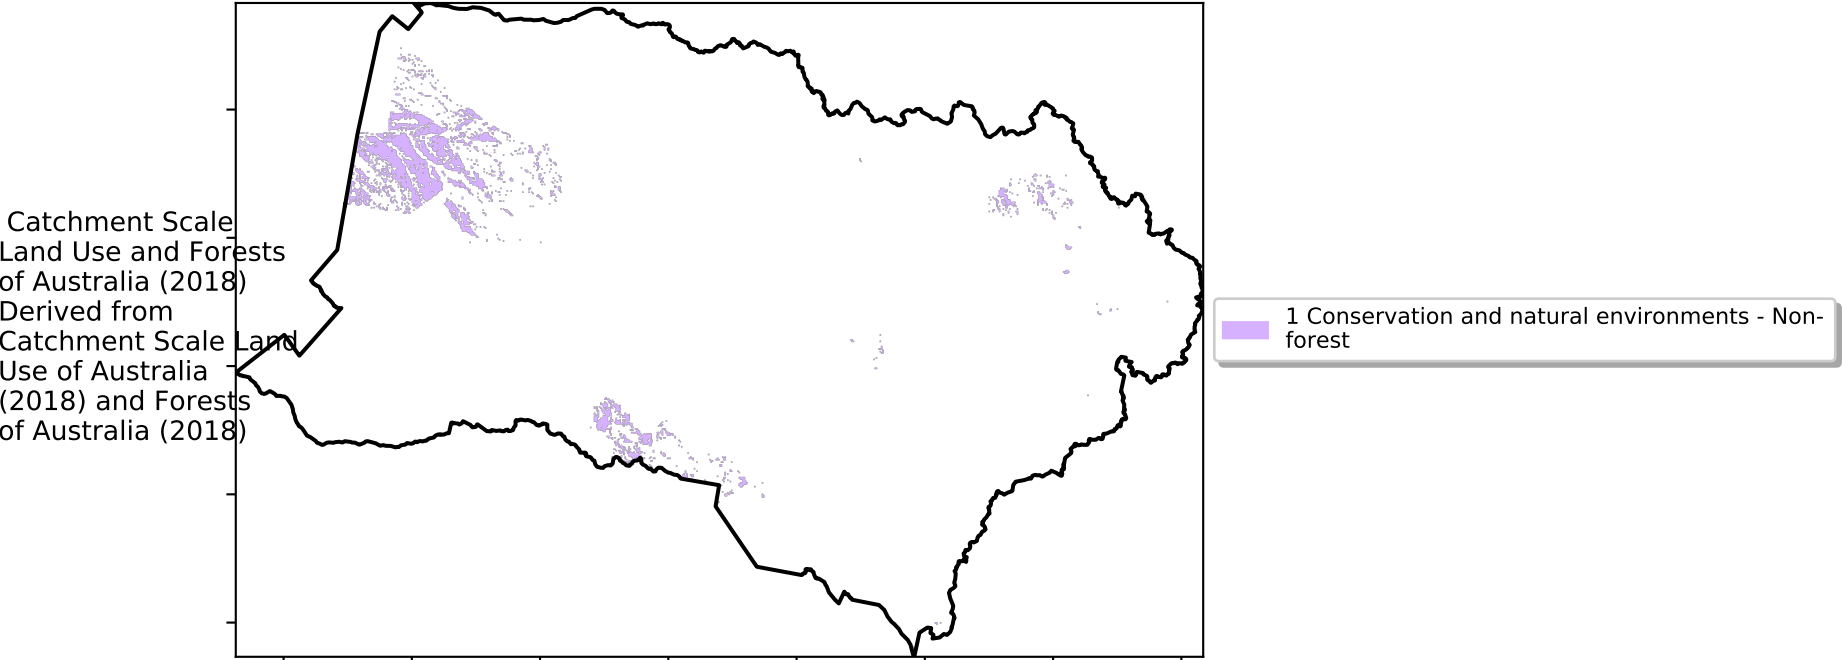 Catchment Scale
Land Use and Forests
of Australia (2018)
Derived from
Catchment Scale Land
Use of Australia
(2018) and Forests
of Australia (2018)
1 Conservation and natural environments - Non-
forest